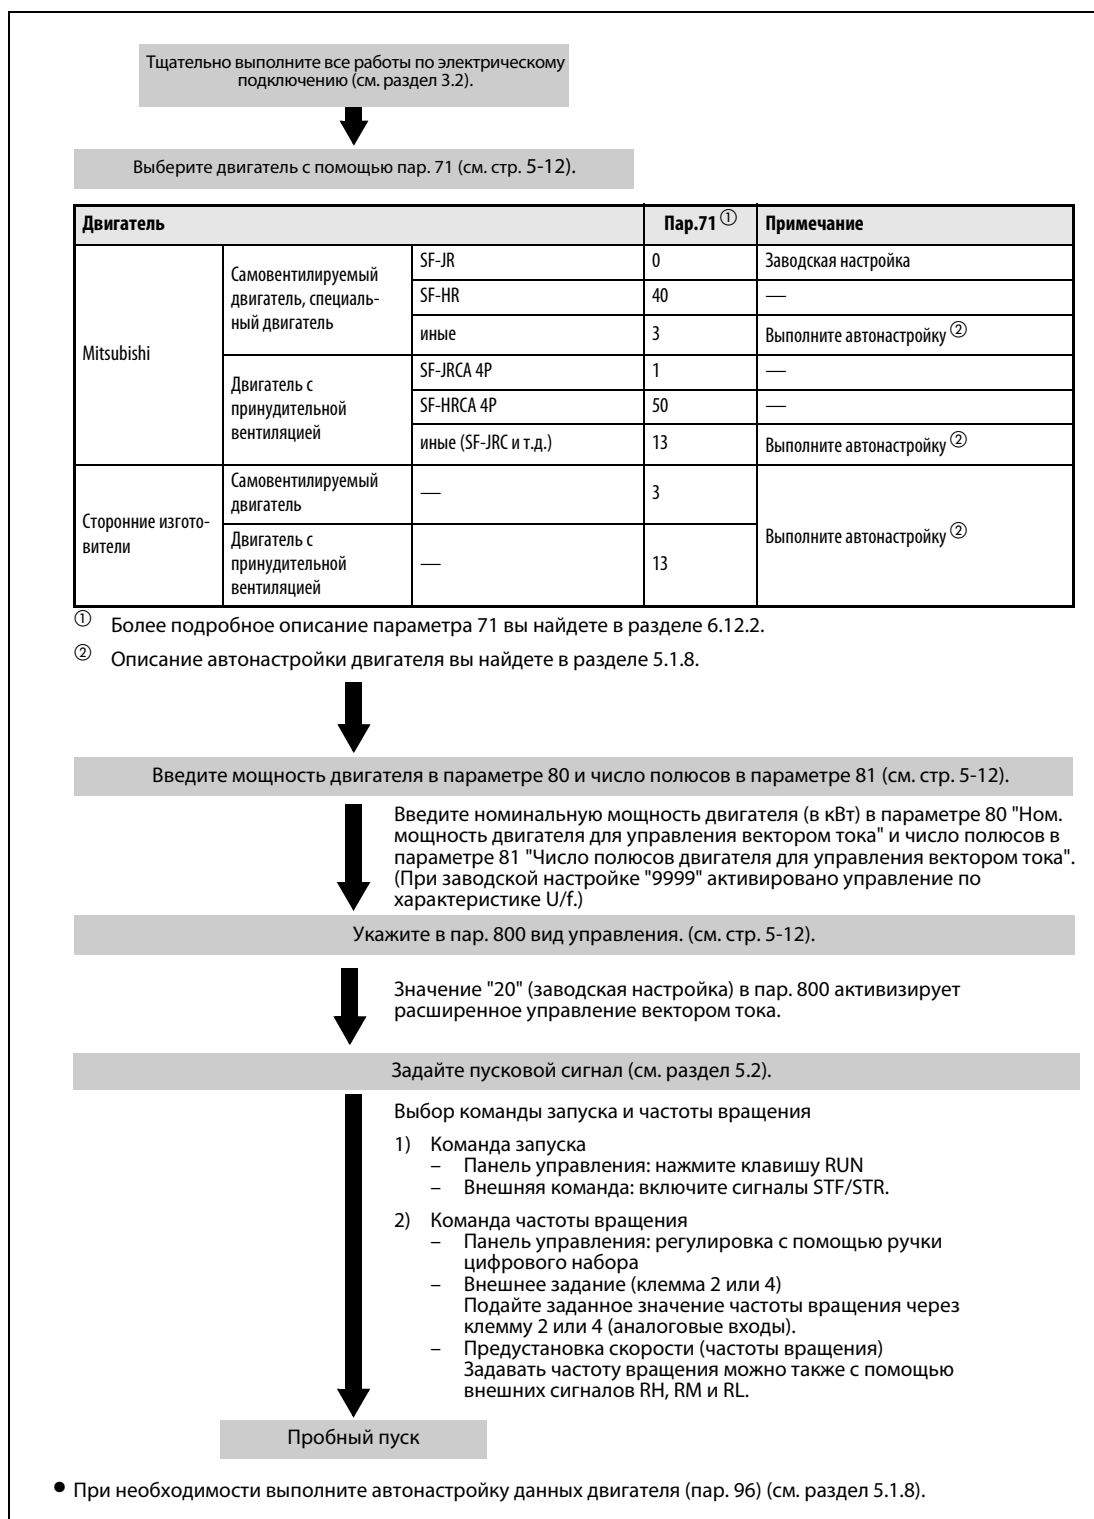 Тщательно выполните все работы по электрическому
подключению (см. раздел 3.2).
Выберите двигатель с помощью пар. 71 (см. стр. 5-12).
Двигатель
Пар.71 ①
Примечание
Mitsubishi
Самовентилируемый
двигатель, специаль-
ный двигатель
SF-JR
0
Заводская настройка
SF-HR
40
—
иные
3
Выполните автонастройку ②
Двигатель с
принудительной
вентиляцией
SF-JRCA 4P
1
—
SF-HRCA 4P
50
—
иные (SF-JRC и т.д.)
13
Выполните автонастройку ②
Сторонние изгото-
вители
Самовентилируемый
двигатель
—
3
Выполните автонастройку ②
Двигатель с
принудительной
вентиляцией
—
13
① Более подробное описание параметра 71 вы найдете в разделе 6.12.2.
② Описание автонастройки двигателя вы найдете в разделе 5.1.8.
Введите мощность двигателя в параметре 80 и число полюсов в параметре 81 (см. стр. 5-12).
Введите номинальную мощность двигателя (в кВт) в параметре 80 "Ном.
мощность двигателя для управления вектором тока" и число полюсов в
параметре 81 "Число полюсов двигателя для управления вектором тока".
(При заводской настройке "9999" активировано управление по
характеристике U/f.)
Укажите в пар. 800 вид управления. (см. стр. 5-12).
Значение "20" (заводская настройка) в пар. 800 активизирует
расширенное управление вектором тока.
Задайте пусковой сигнал (см. раздел 5.2).
Выбор команды запуска и частоты вращения
1) Команда запуска
– Панель управления: нажмите клавишу RUN
– Внешняя команда: включите сигналы STF/STR.
2) Команда частоты вращения
– Панель управления: регулировка с помощью ручки
цифрового набора
– Внешнее задание (клемма 2 или 4)
Подайте заданное значение частоты вращения через
клемму 2 или 4 (аналоговые входы).
– Предустановка скорости (частоты вращения)
Задавать частоту вращения можно также с помощью
внешних сигналов RH, RM и RL.
Пробный пуск
● При необходимости выполните автонастройку данных двигателя (пар. 96) (см. раздел 5.1.8).